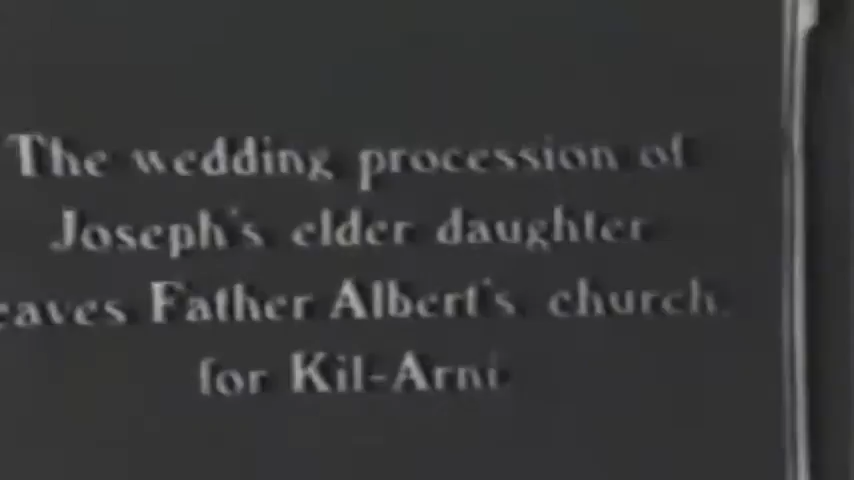 The wedding procession of
Joseph's elder daughter
eaves Father Albert's church
for Kil-Arni